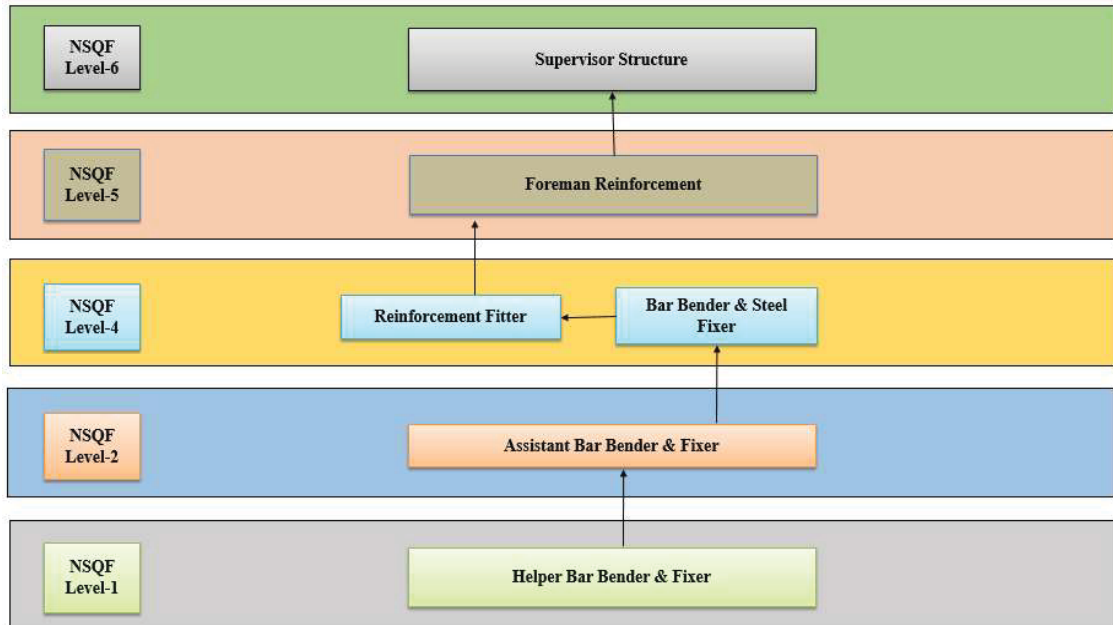 NSQF
Level-6
Supervisor Structure
NSQF
Level-5
Foreman Reinforcement
NSQF
Level-4
Reinforcement Fitter
Bar Bender & Steel
Fixer
NSQF
Level-2
Assistant Bar Bender & Fixer
NSQF
Level-1
Helper Bar Bender & Fixer